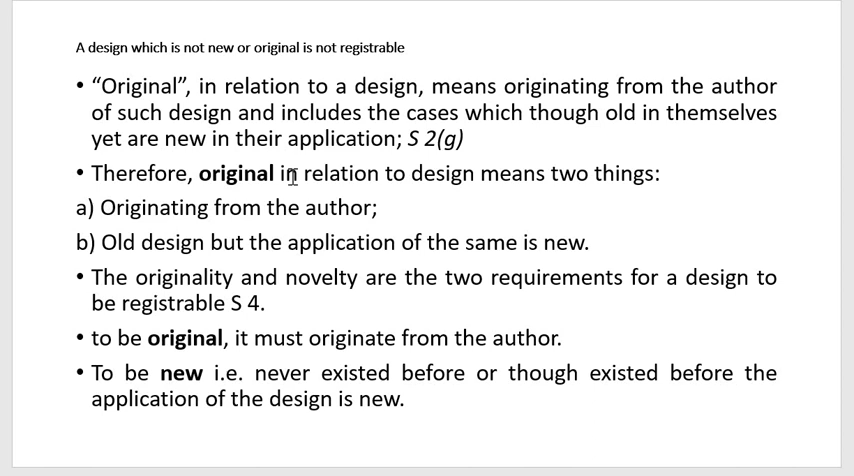 A design which is not new or original is not registrable
• “Original”, in relation to a design, means originating from the author
of such design and includes the cases which though old in themselves
yet are new in their application; S 2(g)
• Therefore, original in relation to design means two things:
a) Originating from the author;
b) Old design but the application of the same is new.
• The originality and novelty are the two requirements for a design to
be registrable S 4.
• to be original, it must originate from the author.
• To be new i.e. never existed before or though existed before the
application of the design is new.